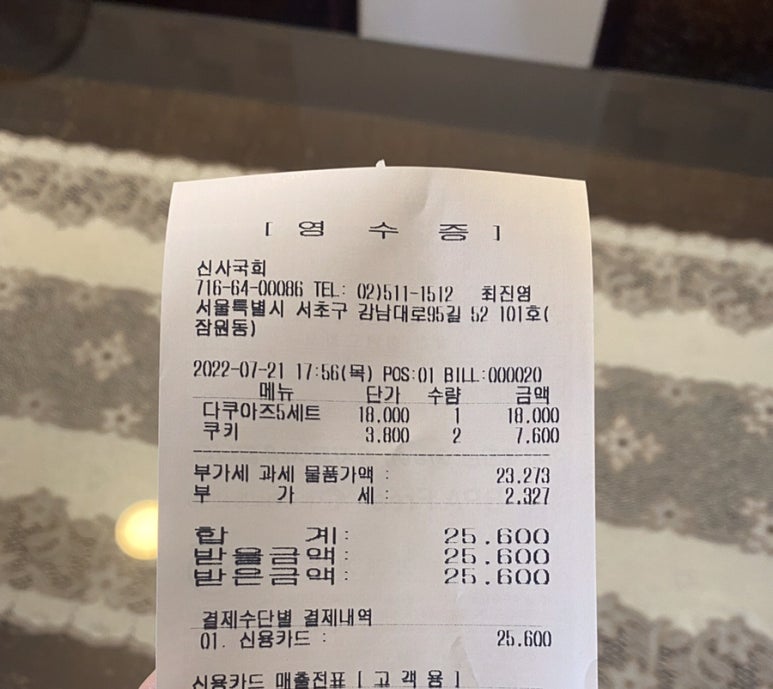 [ 영 수 증 ]
신사국희
716-64-00086 TEL: 02)511-1512 최진영
서울특별시 서초구 강남대로95길 52 101호(
잠원동)
2022-07-21 17:56(목) POS:01 BILL:000020
메뉴 단가 수량 금액
다쿠아즈5세트 18,000 1 18,000
쿠키 3,800 2 7,600
부가세 과세 물품가액 : 23,273
부 가 세 : 2,327
합 계: 25,600
받을금액: 25,600
받은금액: 25,600
결제수단별 결제내역
01. 신용카드 : 25,600
신용카드 매출전표 [ 고 객 용 ]